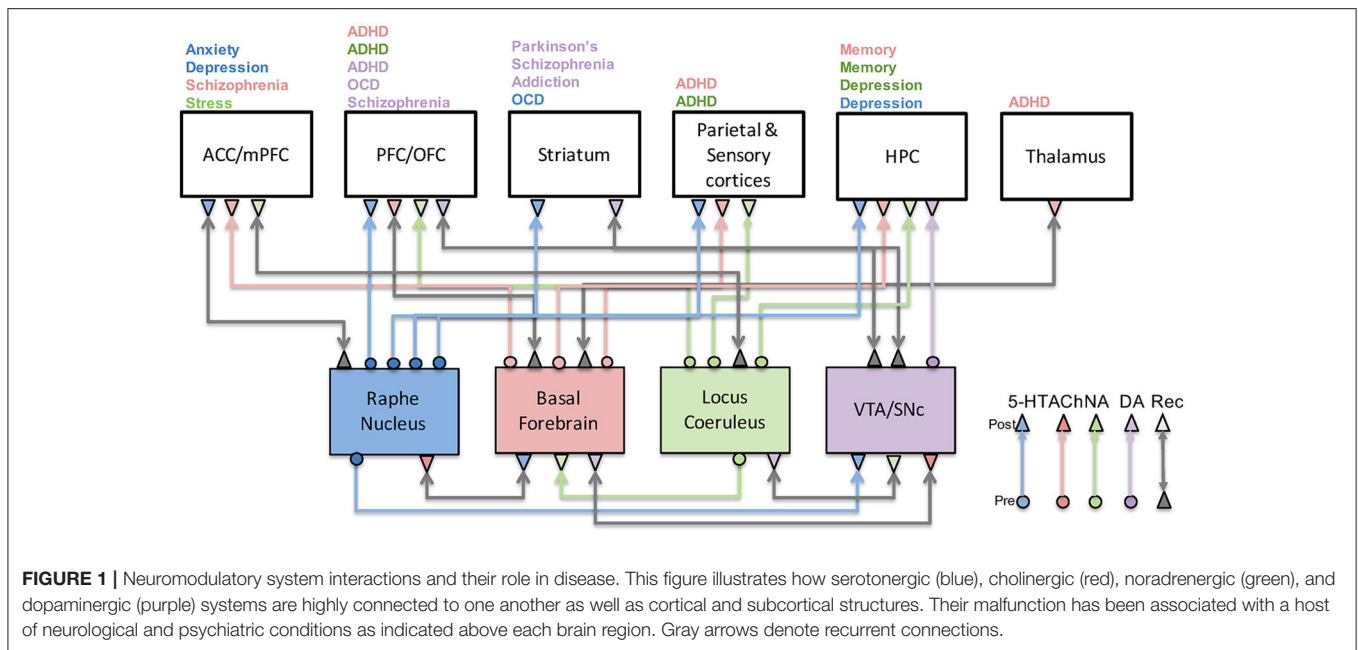 Anxiety
Depression
Schizophrenia
Stress
ADHD
ADHD
ADHD
OCD
Schizophrenia
Parkinson's
Schizophrenia
Addiction
OCD
ADHD
ADHD
Memory
Memory
Depression
Depression
ADHD
ACC/mPFC
PFC/OFC
Striatum
Parietal &
Sensory
cortices
HPC
Thalamus
Raphe
Nucleus
Basal
Forebrain
Locus
Coeruleus
VTA/SNc
5-HTAChNA DA Rec
Post
Pre
FIGURE 1 | Neuromodulatory system interactions and their role in disease. This figure illustrates how serotonergic (blue), cholinergic (red), noradrenergic (green), and
dopaminergic (purple) systems are highly connected to one another as well as cortical and subcortical structures. Their malfunction has been associated with a host
of neurological and psychiatric conditions as indicated above each brain region. Gray arrows denote recurrent connections.